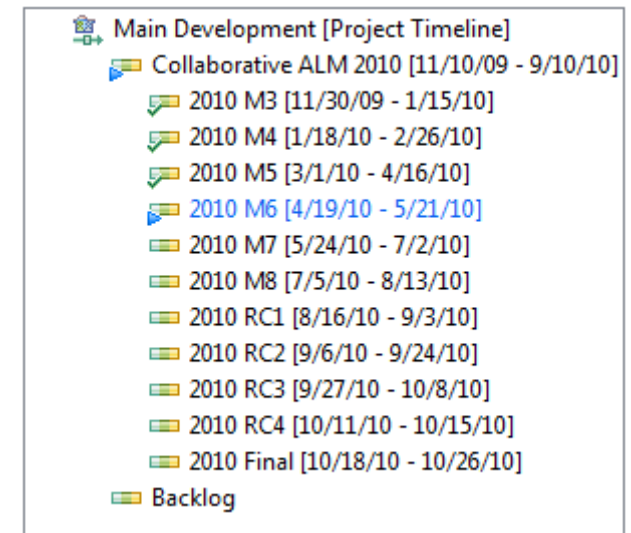 Main Development [Project Timeline]
Collaborative ALM 2010 [11/10/09 - 9/10/10]
2010 M3 [11/30/09 - 1/15/10]
2010 M4 [1/18/10 - 2/26/10]
2010 M5 [3/1/10 - 4/16/10]
2010 M6 [4/19/10 - 5/21/10]
2010 M7 [5/24/10 - 7/2/10]
2010 M8 [7/5/10 - 8/13/10]
2010 RC1 [8/16/10 - 9/3/10]
2010 RC2 [9/6/10 - 9/24/10]
2010 RC3 [9/27/10 - 10/8/10]
2010 RC4 [10/11/10 - 10/15/10]
2010 Final [10/18/10 - 10/26/10]
Backlog